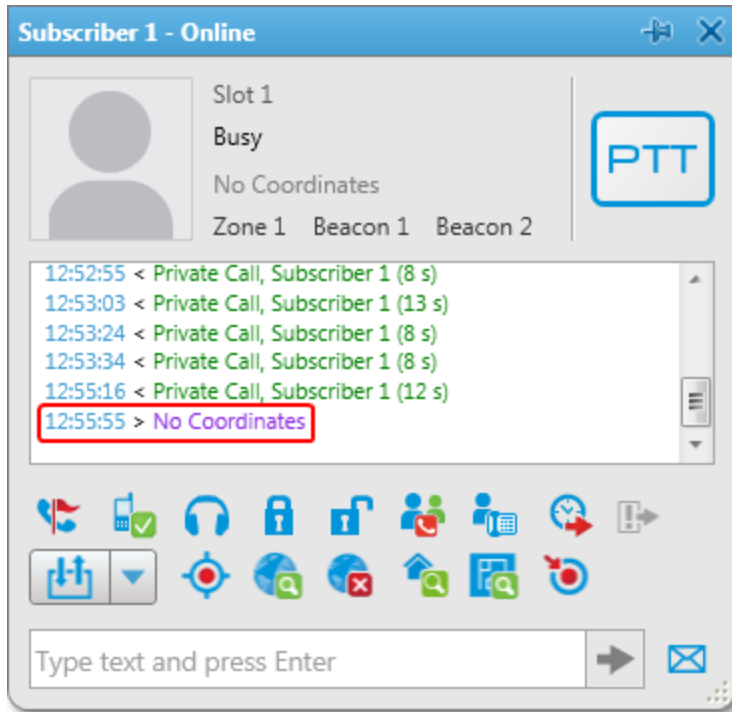 Subscriber 1 - Online
Slot 1
Busy
No Coordinates
Zone 1 Beacon 1 Beacon 2
PTT
12:52:55 < Private Call, Subscriber 1 (8 s)
12:53:03 < Private Call, Subscriber 1 (13 s)
12:53:24 < Private Call, Subscriber 1 (8 s)
12:53:34 < Private Call, Subscriber 1 (8 s)
12:55:16 < Private Call, Subscriber 1 (12 s)
12:55:55 > No Coordinates
Type text and press Enter